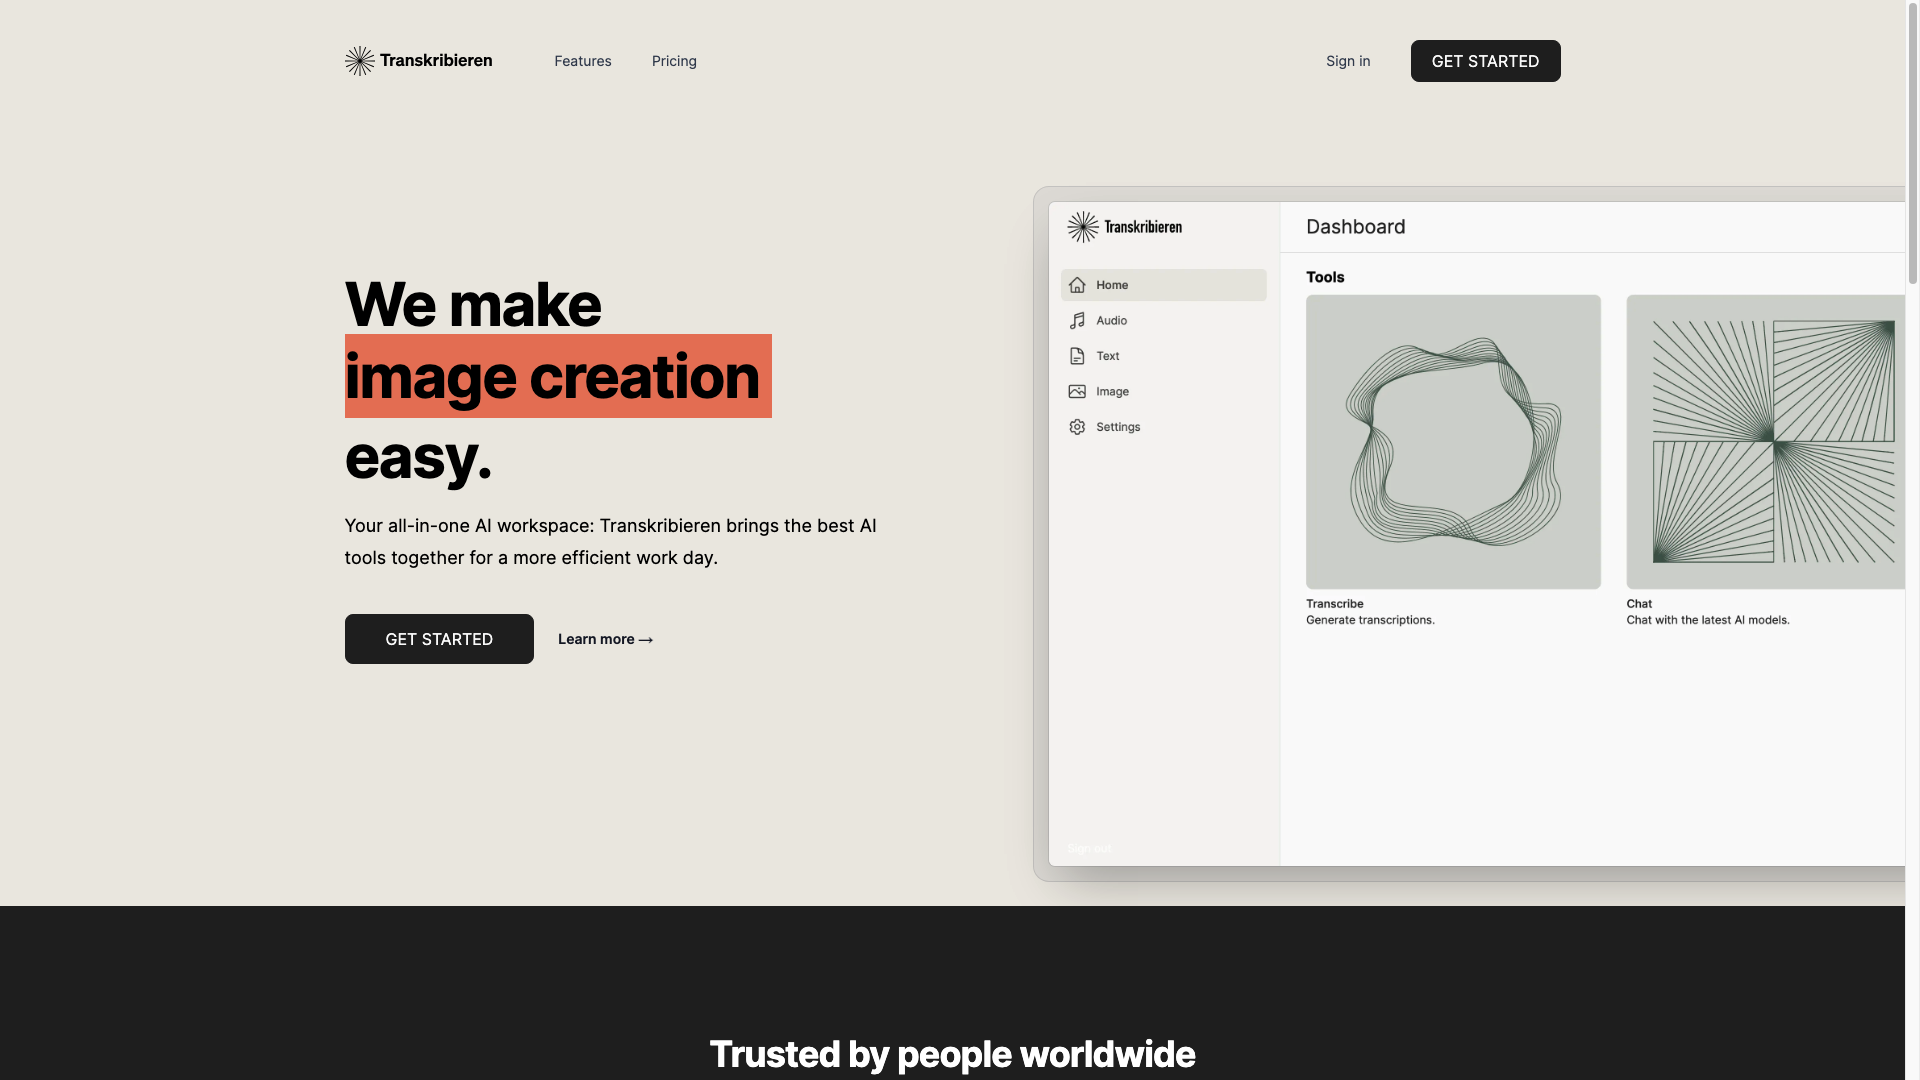 Transkribieren
Features
Pricing
Sign in
GET STARTED
We make
image creation
easy.
Your all-in-one AI workspace: Transkribieren brings the best AI
tools together for a more efficient work day.
GET STARTED
Learn more →
Transkribieren
Home
Audio
Text
Image
Settings
Sign out
Dashboard
Tools
Transcribe
Generate transcriptions.
Chat
Chat with the latest AI models.
Trusted by people worldwide